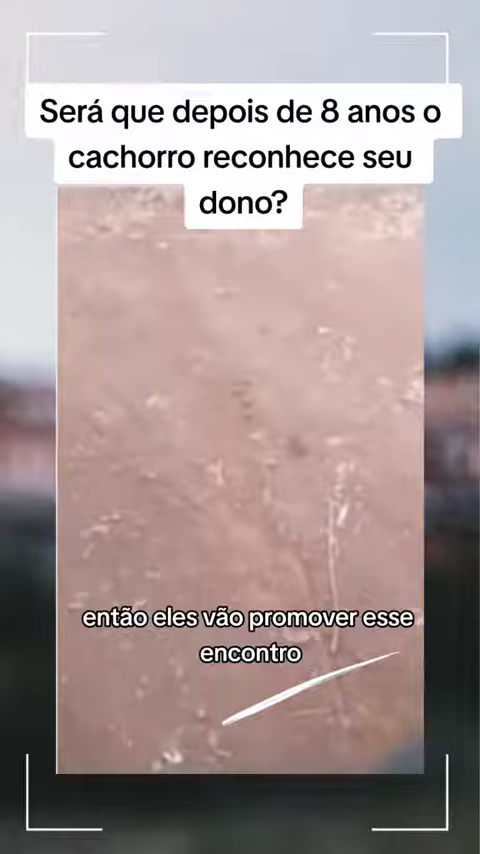 Será que depois de 8 anos o
cachorro reconhece seu
dono?
então eles vão promover esse
encontro